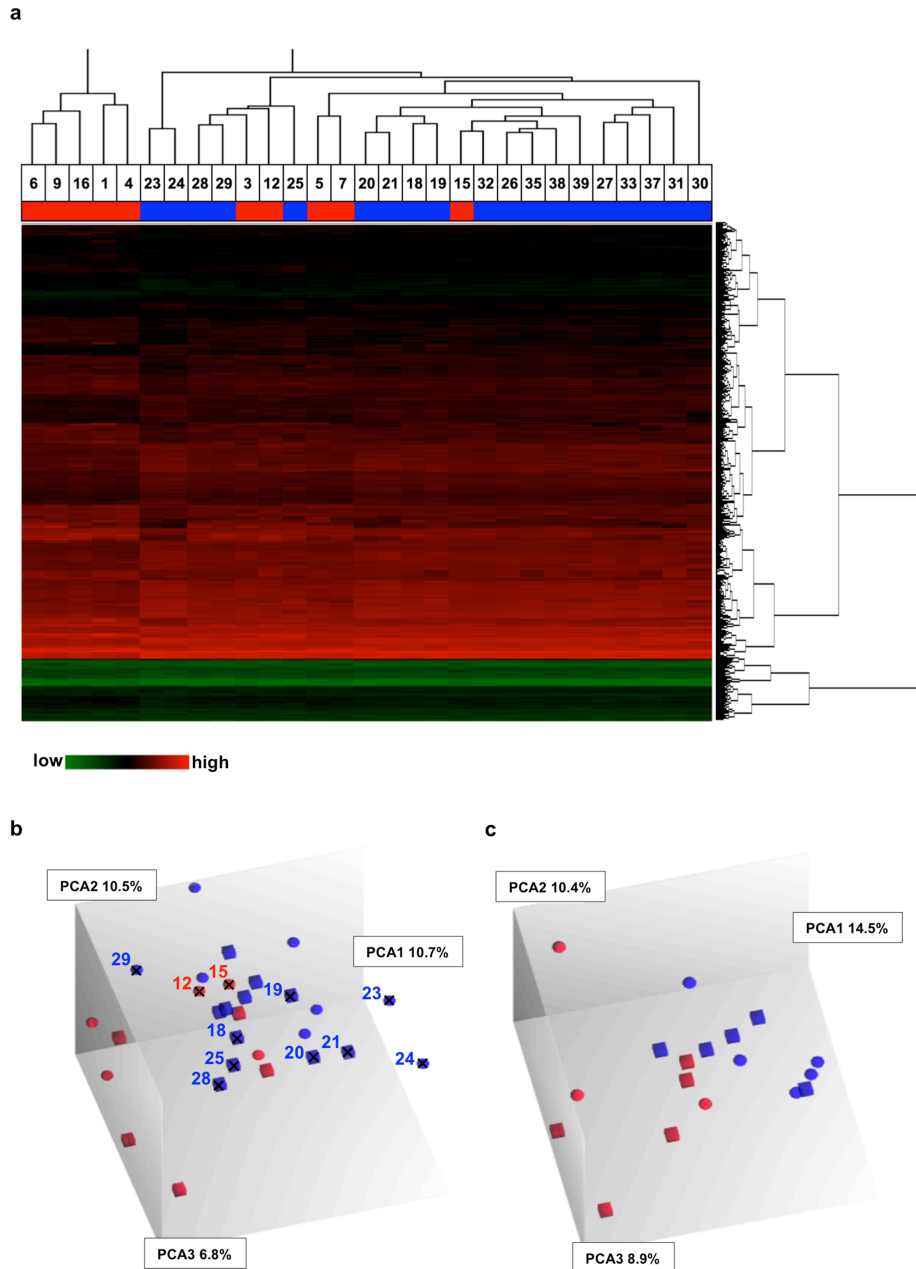 a
6 9 16 1 4 23 24 28 29 3 12 25 5 7 20 21 18 19 15 32 26 35 38 39 27 33 37 31 30
low high
b c
PCA2 10.5% PCA2 10.4%
PCA1 14.5%
PCA1 10.7%
29 12 15 19 23
18
25 20 21 24
28
PCA3 6.8% PCA3 8.9%